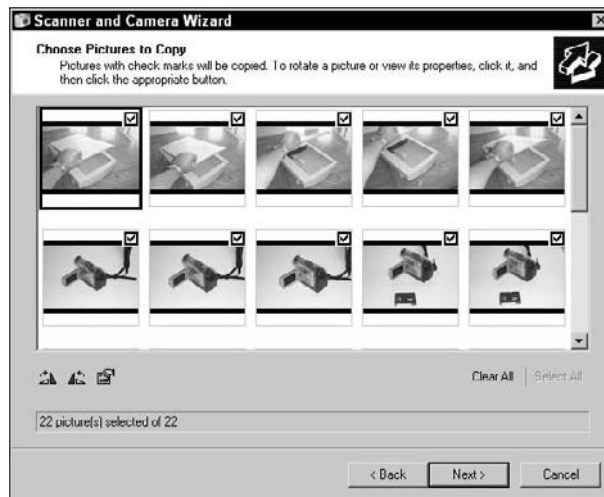 Scanner and Camera Wizard
Choose Pictures to Copy
Pictures with check marks will be copied. To rotate a picture or view its properties, click it, and
then click the appropriate button.
Clear All Select All
22 picture(s) selected of 22
< Back Next > Cancel